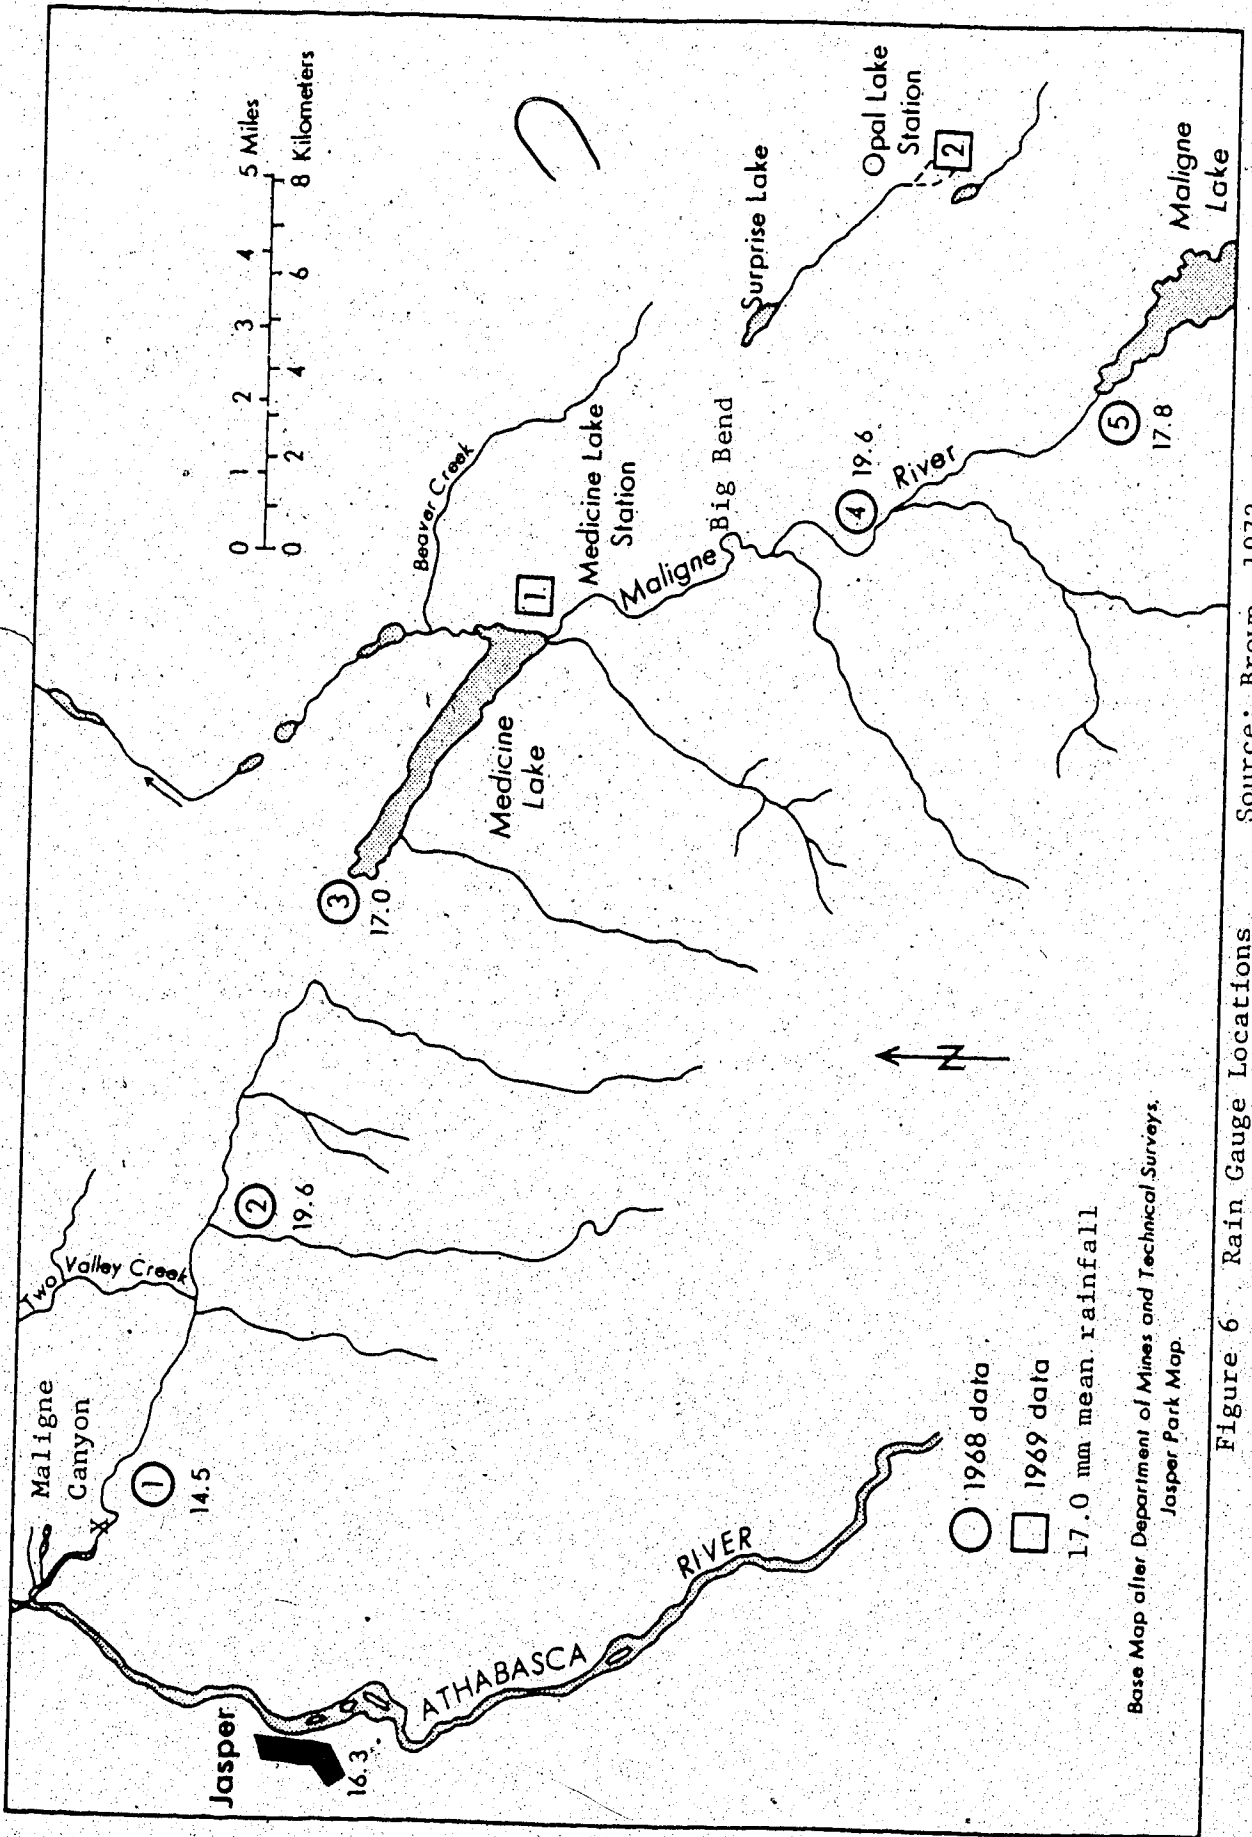 Maligne
Canyon
Two Valley Creek
5 Miles
0 1 2 3 4
0 2 4 6 8 Kilometers
Beaver Creek
1
14.5
2
19.6
3
17.0
Medicine
Lake
1
Medicine Lake
Station
Maligne
River
Big Bend
4
19.6
5
17.8
Surprise Lake
Opal Lake
Station
2
Maligne
Lake
Jasper
16.3
ATHABASCA
RIVER
N
1968 data
1969 data
17.0 mm mean rainfall
Base Map after Department of Mines and Technical Surveys,
Jasper Park Map.
Figure 6 Rain Gauge Locations Source: Brown, 1972